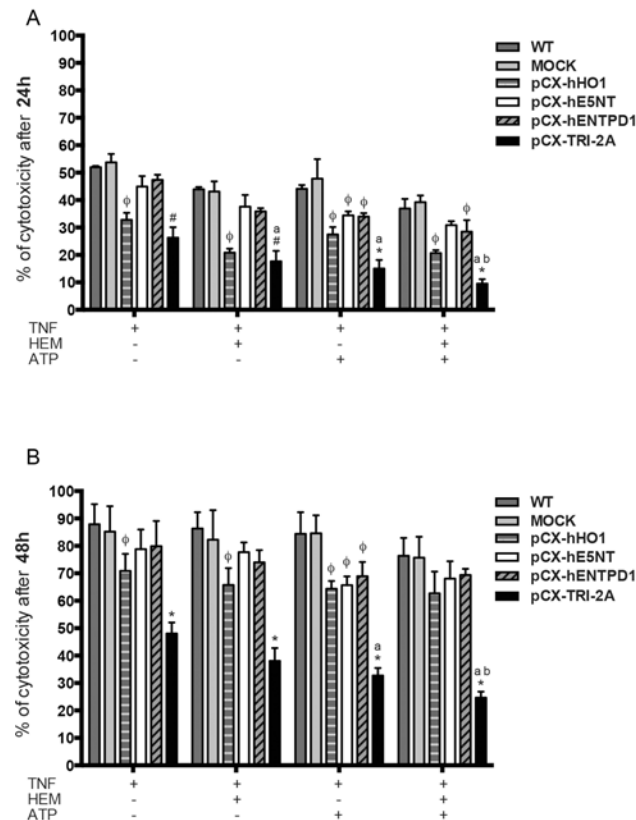 A
% of cytotoxicity after 24h
100
90
80
70
60
50
40
30
20
10
0
ϕ
#
ϕ
a
#
ϕ
ϕ
ϕ
a
*
ϕ
ϕ
a b
*
TNF + + + +
HEM - + - +
ATP - - + +
WT
MOCK
pCX-hHO1
pCX-hE5NT
pCX-hENTPD1
pCX-TRI-2A
B
% of cytotoxicity after 48h
100
90
80
70
60
50
40
30
20
10
0
ϕ
*
ϕ
*
ϕ
ϕ
ϕ
a
*
a b
*
TNF + + + +
HEM - + - +
ATP - - + +
WT
MOCK
pCX-hHO1
pCX-hE5NT
pCX-hENTPD1
pCX-TRI-2A